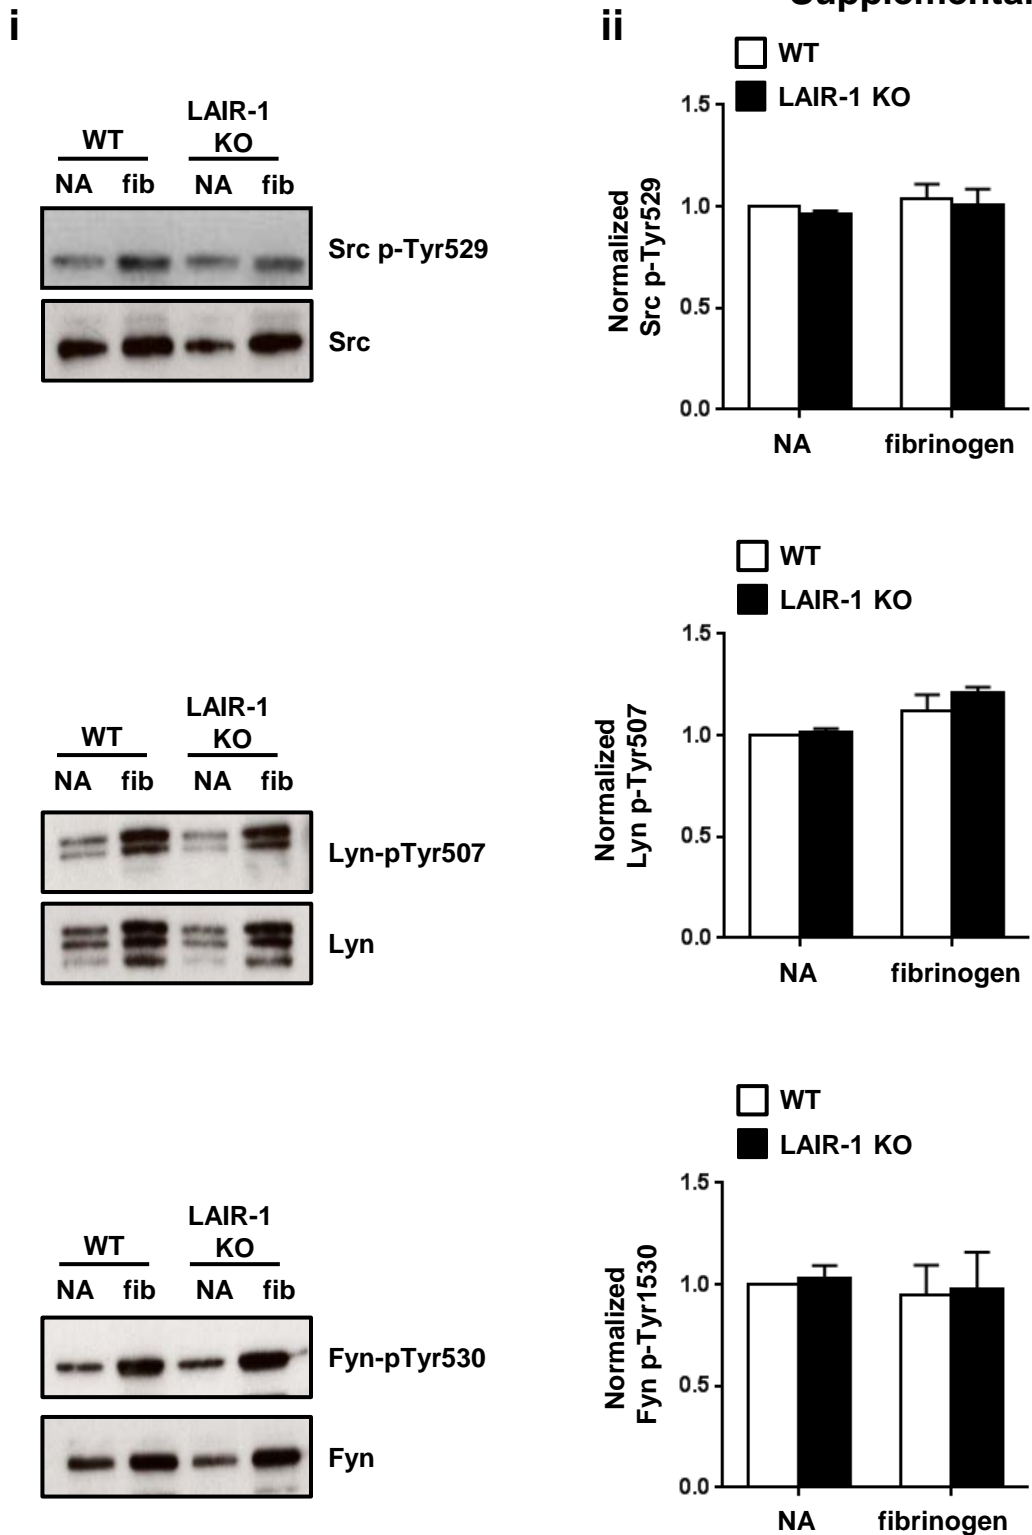 Supplemental
i
ii
WT
LAIR-1 KO
LAIR-1
KO
WT
NA fib NA fib
Src p-Tyr529
Src
1.5
1.0
0.5
0.0
Normalized
Src p-Tyr529
NA fibrinogen
WT
LAIR-1 KO
LAIR-1
KO
WT
NA fib NA fib
Lyn-pTyr507
Lyn
1.5
1.0
0.5
0.0
Normalized
Lyn p-Tyr507
NA fibrinogen
WT
LAIR-1 KO
LAIR-1
KO
WT
NA fib NA fib
Fyn-pTyr530
Fyn
1.5
1.0
0.5
0.0
Normalized
Fyn p-Tyr1530
NA fibrinogen